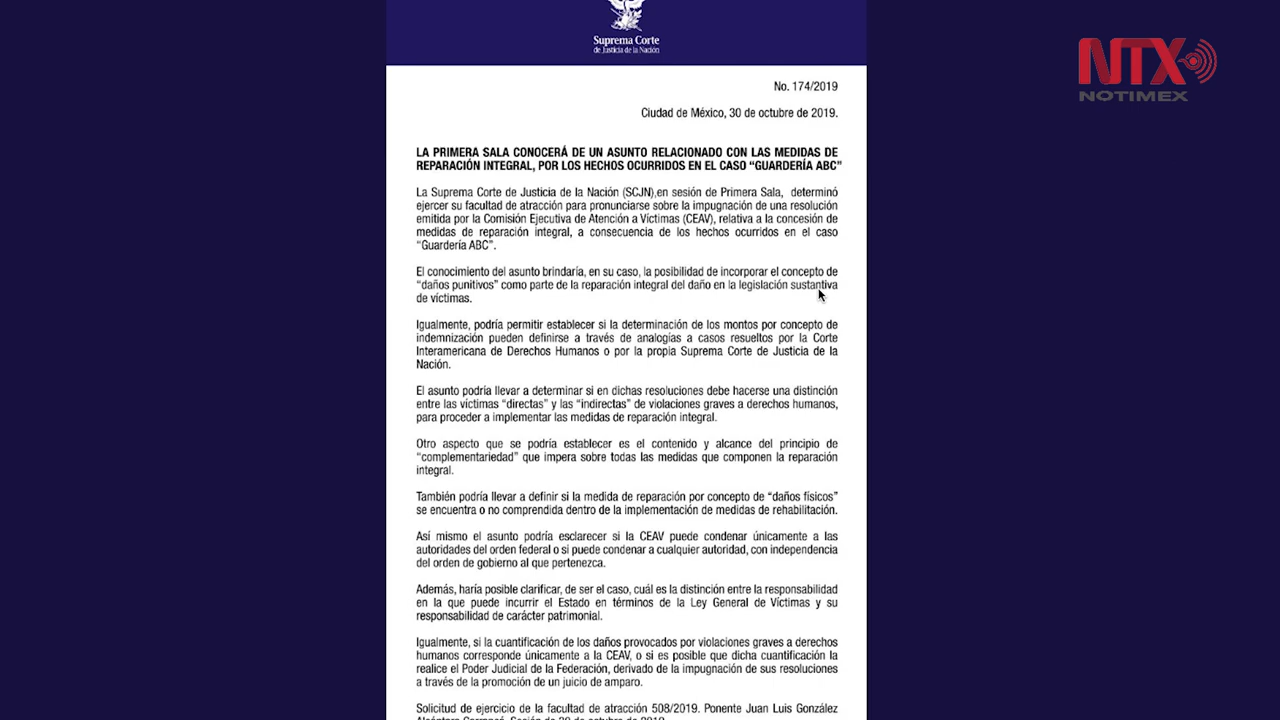 Suprema Corte
de Justicia de la Nación
NTX
NOTIMEX
No. 174/2019
Ciudad de México, 30 de octubre de 2019.
LA PRIMERA SALA CONOCERÁ DE UN ASUNTO RELACIONADO CON LAS MEDIDAS DE
REPARACIÓN INTEGRAL, POR LOS HECHOS OCURRIDOS EN EL CASO “GUARDERÍA ABC”
La Suprema Corte de Justicia de la Nación (SCJN),en sesión de Primera Sala, determinó
ejercer su facultad de atracción para pronunciarse sobre la impugnación de una resolución
emitida por la Comisión Ejecutiva de Atención a Víctimas (CEAV), relativa a la concesión de
medidas de reparación integral, a consecuencia de los hechos ocurridos en el caso
“Guardería ABC”.
El conocimiento del asunto brindaría, en su caso, la posibilidad de incorporar el concepto de
“daños punitivos” como parte de la reparación integral del daño en la legislación sustantiva
de víctimas.
Igualmente, podría permitir establecer si la determinación de los montos por concepto de
indemnización pueden definirse a través de analogías a casos resueltos por la Corte
Interamericana de Derechos Humanos o por la propia Suprema Corte de Justicia de la
Nación.
El asunto podría llevar a determinar si en dichas resoluciones debe hacerse una distinción
entre las víctimas “directas” y las “indirectas” de violaciones graves a derechos humanos,
para proceder a implementar las medidas de reparación integral.
Otro aspecto que se podría establecer es el contenido y alcance del principio de
“complementariedad” que impera sobre todas las medidas que componen la reparación
integral.
También podría llevar a definir si la medida de reparación por concepto de “daños físicos”
se encuentra o no comprendida dentro de la implementación de medidas de rehabilitación.
Así mismo el asunto podría esclarecer si la CEAV puede condenar únicamente a las
autoridades del orden federal o si puede condenar a cualquier autoridad, con independencia
del orden de gobierno al que pertenezca.
Además, haría posible clarificar, de ser el caso, cuál es la distinción entre la responsabilidad
en la que puede incurrir el Estado en términos de la Ley General de Víctimas y su
responsabilidad de carácter patrimonial.
Igualmente, si la cuantificación de los daños provocados por violaciones graves a derechos
humanos corresponde únicamente a la CEAV, o si es posible que dicha cuantificación la
realice el Poder Judicial de la Federación, derivado de la impugnación de sus resoluciones
a través de la promoción de un juicio de amparo.
Solicitud de ejercicio de la facultad de atracción 508/2019. Ponente Juan Luis González